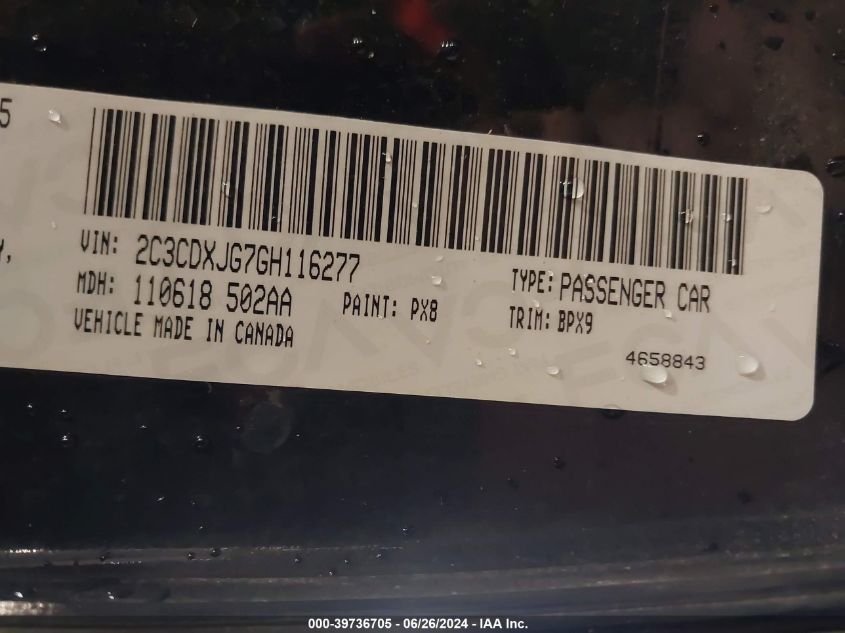 5
VIN: 2C3CDXJG7GH116277
TYPE: PASSENGER CAR
Y,
MDH: 110618 502AA
PAINT: PX8
TRIM: BPX9
VEHICLE MADE IN CANADA
4658843
000-39736705 - 06/26/2024 - IAA Inc.